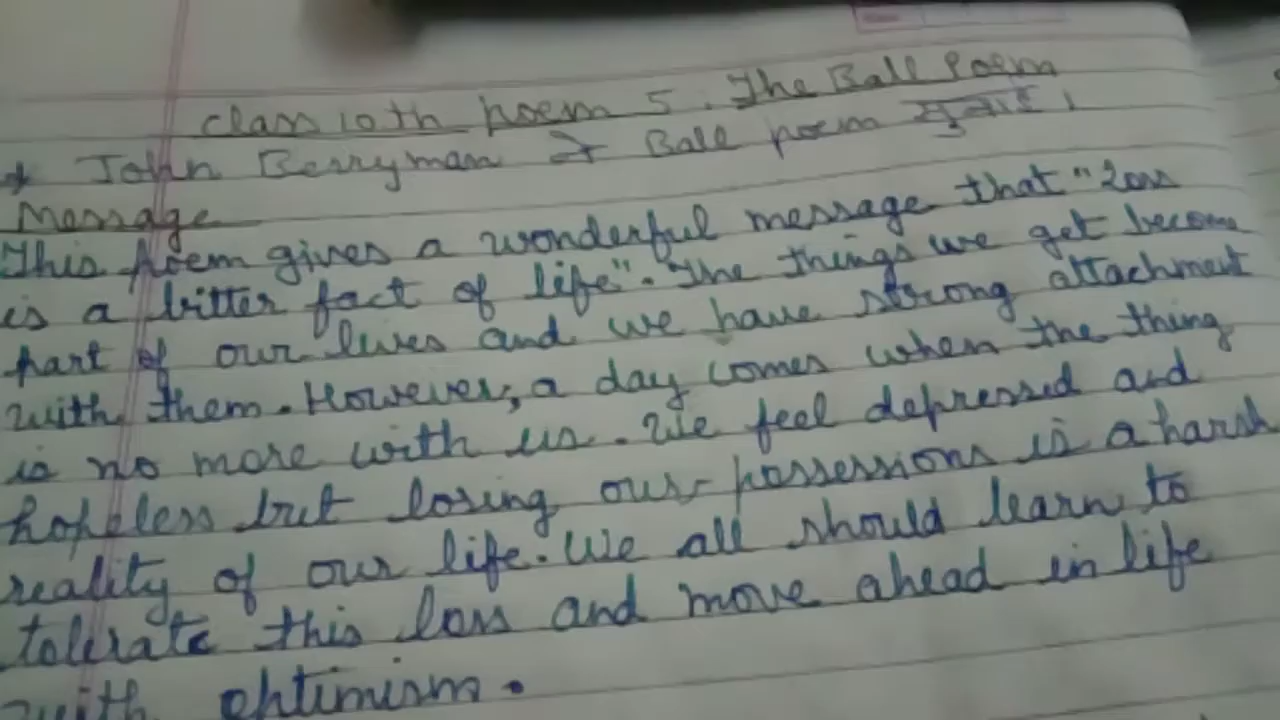 Class 10th Poem 5. The Ball Poem
* John Berryman ने Ball poem सुनाई।
Message
This poem gives a wonderful message that "Loss
is a bitter fact of life". The things we get become
part of our lives and we have strong attachment
with them. However, a day comes when the thing
is no more with us. We feel depressed and
hopeless but losing our possessions is a harsh
reality of our life. We all should learn to
tolerate this loss and move ahead in life
with optimism.